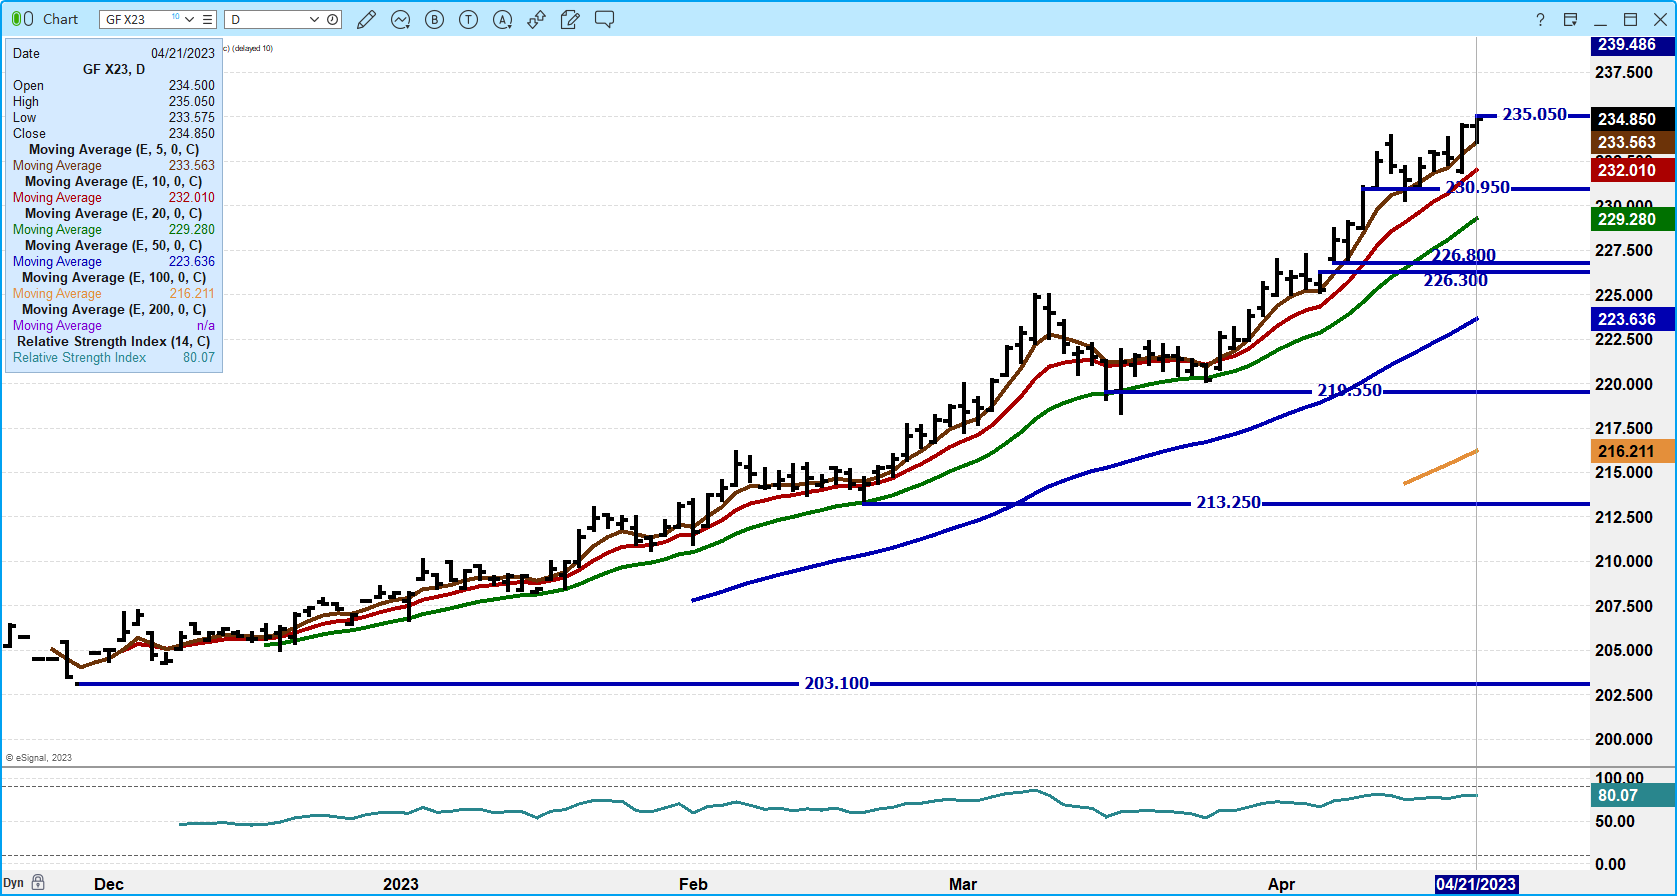 Chart GF X23 10 D B T A ?
c) (delayed 10)
Date 04/21/2023
GF X23, D
Open 234.500
High 235.050
Low 233.575
Close 234.850
Moving Average (E, 5, 0, C)
Moving Average 233.563
Moving Average (E, 10, 0, C)
Moving Average 232.010
Moving Average (E, 20, 0, C)
Moving Average 229.280
Moving Average (E, 50, 0, C)
Moving Average 223.636
Moving Average (E, 100, 0, C)
Moving Average 216.211
Moving Average (E, 200, 0, C)
Moving Average n/a
Relative Strength Index (14, C)
Relative Strength Index 80.07
235.050
230.950
226.800
226.300
219.550
213.250
203.100
239.486
237.500
234.850
233.563
232.010
230.000
229.280
227.500
225.000
223.636
222.500
220.000
217.500
216.211
215.000
212.500
210.000
207.500
205.000
202.500
200.000
© eSignal, 2023
100.00
80.07
50.00
0.00
Dyn Dec 2023 Feb Mar Apr 04/21/2023